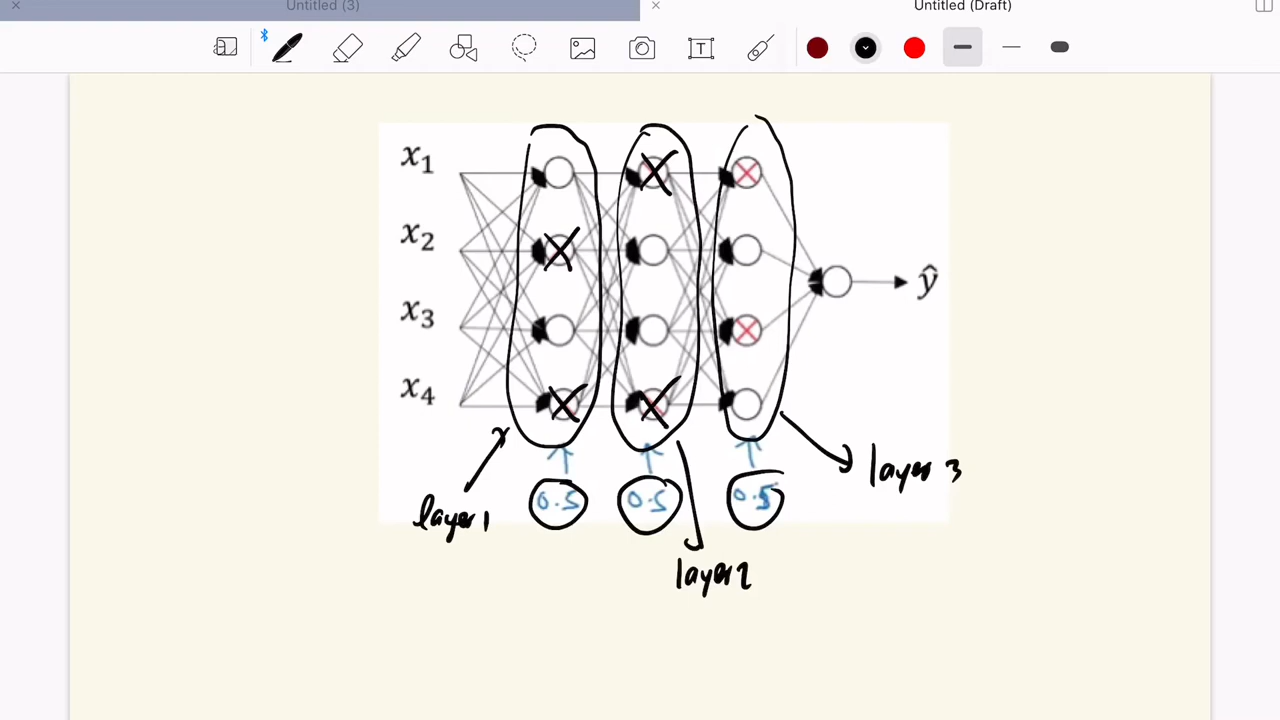 Untitled (3)
Untitled (Draft)
T
x1
x2
x3
x4
ŷ
0.5
0.5
0.5
layer 1
layer 2
layer 3